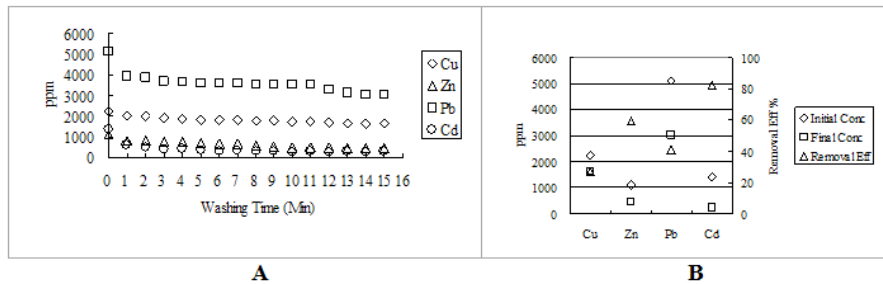 6000
5000
4000
3000
2000
1000
0
ppm
0 1 2 3 4 5 6 7 8 9 10 11 12 13 14 15 16
Washing Time (Min)
Cu
Zn
Pb
Cd
A
6000
5000
4000
3000
2000
1000
0
ppm
100
80
60
40
20
0
Removal Eff %
Cu Zn Pb Cd
Initial Conc
Final Conc
Removal Eff
B